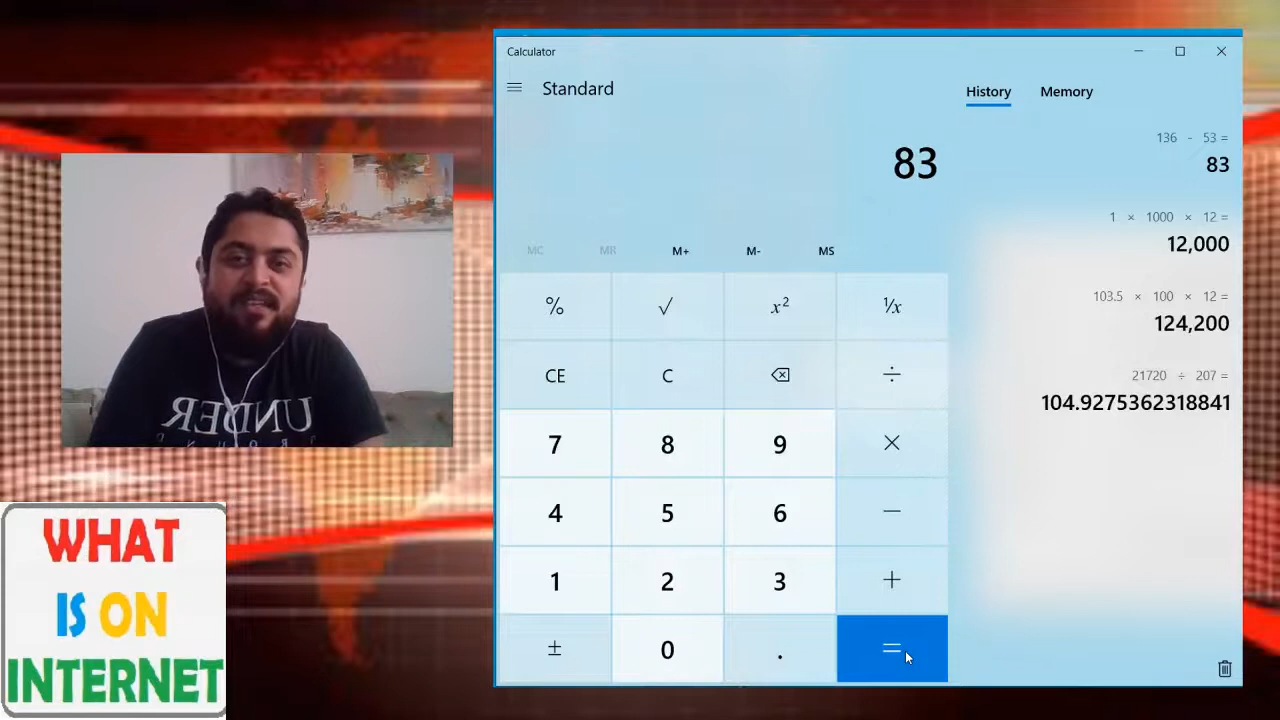 Calculator
Standard
History Memory
136 - 53 =
83
83
1 × 1000 × 12 =
12,000
MC MR M+ M- MS
103.5 × 100 × 12 =
124,200
% √ x² ¹/x
21720 ÷ 207 =
104.9275362318841
CE C ÷
7 8 9 ×
4 5 6 −
1 2 3 +
± 0 . =
UNDER
WHAT
IS ON
INTERNET